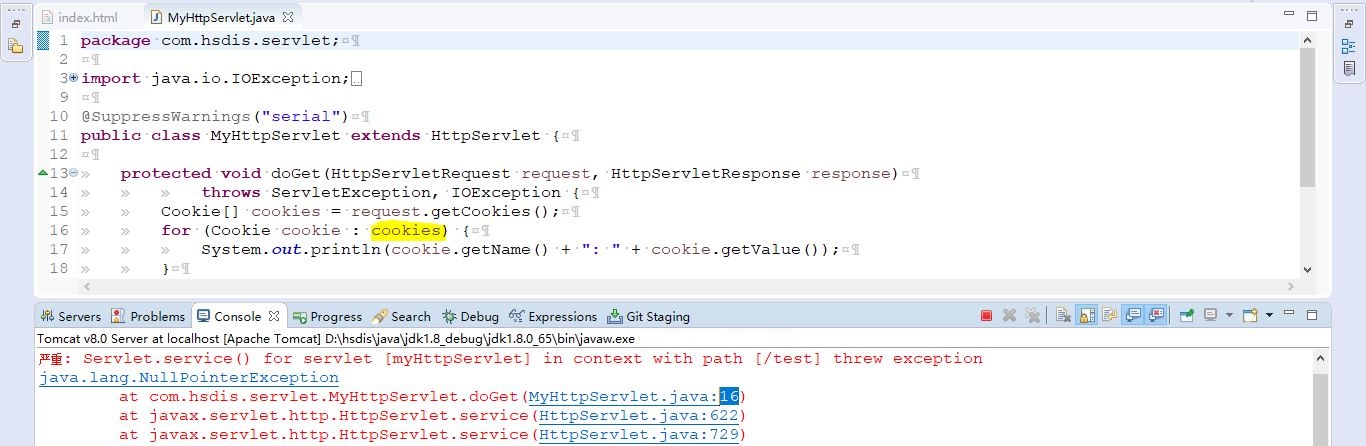 index.html
MyHttpServlet.java
1 package com.hsdis.servlet;¤¶
2 ¤¶
3 import java.io.IOException;
9 ¤¶
10 @SuppressWarnings("serial")¤¶
11 public·class·MyHttpServlet·extends·HttpServlet·{¤¶
12 ¤¶
13 » protected·void·doGet(HttpServletRequest·request,·HttpServletResponse·response)¤¶
14 » » » throws·ServletException,·IOException·{¤¶
15 » » Cookie[]·cookies·=·request.getCookies();¤¶
16 » » for·(Cookie·cookie·:·cookies)·{¤¶
17 » » » System.out.println(cookie.getName()·+·":·"·+·cookie.getValue());¤¶
18 » » }¤¶
Servers Problems Console Progress Search Debug Expressions Git Staging
Tomcat v8.0 Server at localhost [Apache Tomcat] D:\hsdis\java\jdk1.8_debug\jdk1.8.0_65\bin\javaw.exe
严重: Servlet.service() for servlet [myHttpServlet] in context with path [/test] threw exception
java.lang.NullPointerException
at com.hsdis.servlet.MyHttpServlet.doGet(MyHttpServlet.java:16)
at javax.servlet.http.HttpServlet.service(HttpServlet.java:622)
at javax.servlet.http.HttpServlet.service(HttpServlet.java:729)